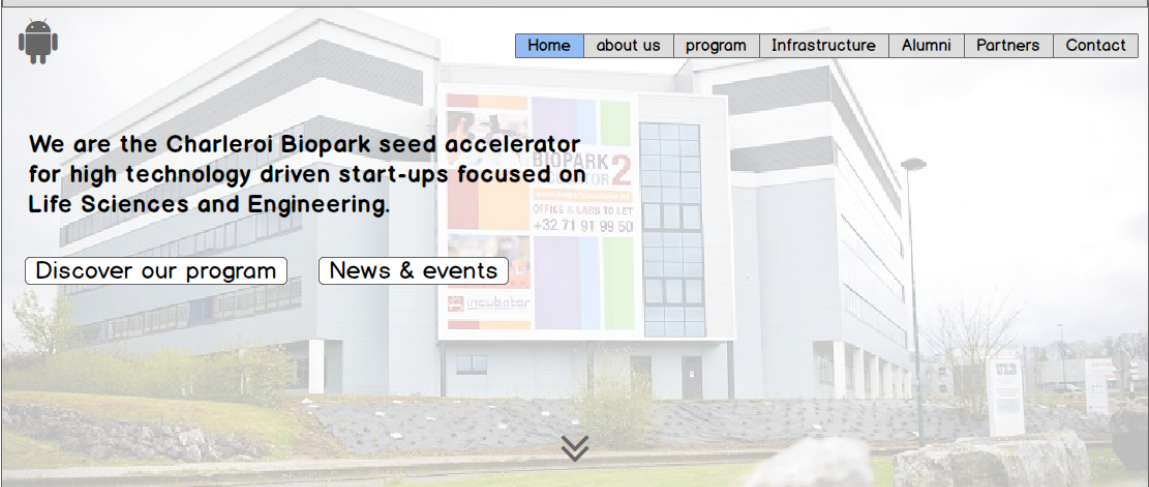 Home about us program Infrastructure Alumni Partners Contact
We are the Charleroi Biopark seed accelerator
for high technology driven start-ups focused on
Life Sciences and Engineering.
BIOPARK
2
OFFICE & LABS TO LET
+32 71 91 99 50
Discover our program News & events
incubator